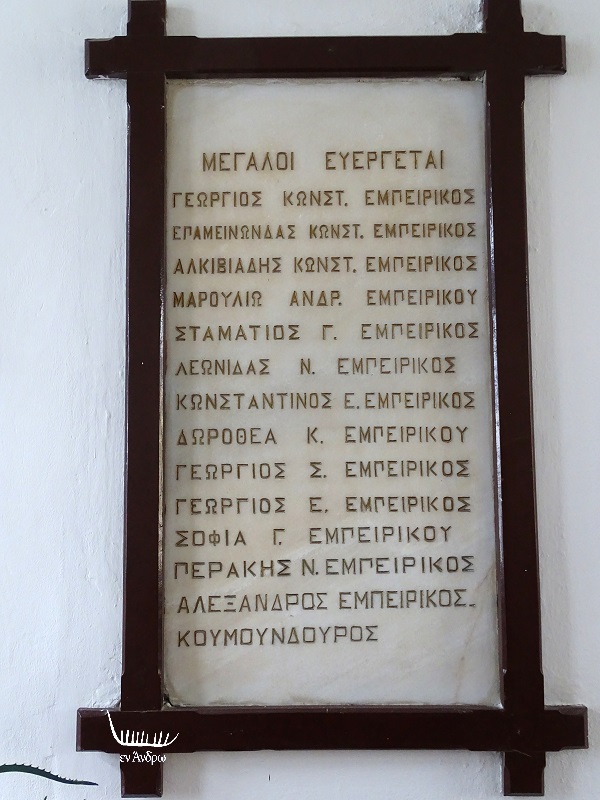 ΜΕΓΑΛΟΙ ΕΥΕΡΓΕΤΑΙ
ΓΕΩΡΓΙΟΣ ΚΩΝΣΤ. ΕΜΠΕΙΡΙΚΟΣ
ΕΠΑΜΕΙΝΩΝΔΑΣ ΚΩΝΣΤ. ΕΜΠΕΙΡΙΚΟΣ
ΑΛΚΙΒΙΑΔΗΣ ΚΩΝΣΤ. ΕΜΠΕΙΡΙΚΟΣ
ΜΑΡΟΥΛΙΩ ΑΝΔΡ. ΕΜΠΕΙΡΙΚΟΥ
ΣΤΑΜΑΤΙΟΣ Γ. ΕΜΠΕΙΡΙΚΟΣ
ΛΕΩΝΙΔΑΣ Ν. ΕΜΠΕΙΡΙΚΟΣ
ΚΩΝΣΤΑΝΤΙΝΟΣ Ε. ΕΜΠΕΙΡΙΚΟΣ
ΔΩΡΟΘΕΑ Κ. ΕΜΠΕΙΡΙΚΟΥ
ΓΕΩΡΓΙΟΣ Σ. ΕΜΠΕΙΡΙΚΟΣ
ΓΕΩΡΓΙΟΣ Ε. ΕΜΠΕΙΡΙΚΟΣ
ΣΟΦΙΑ Γ. ΕΜΠΕΙΡΙΚΟΥ
ΠΕΡΑΚΗΣ Ν. ΕΜΠΕΙΡΙΚΟΣ
ΑΛΕΞΑΝΔΡΟΣ ΕΜΠΕΙΡΙΚΟΣ-
ΚΟΥΜΟΥΝΔΟΥΡΟΣ
εν Άνδρω